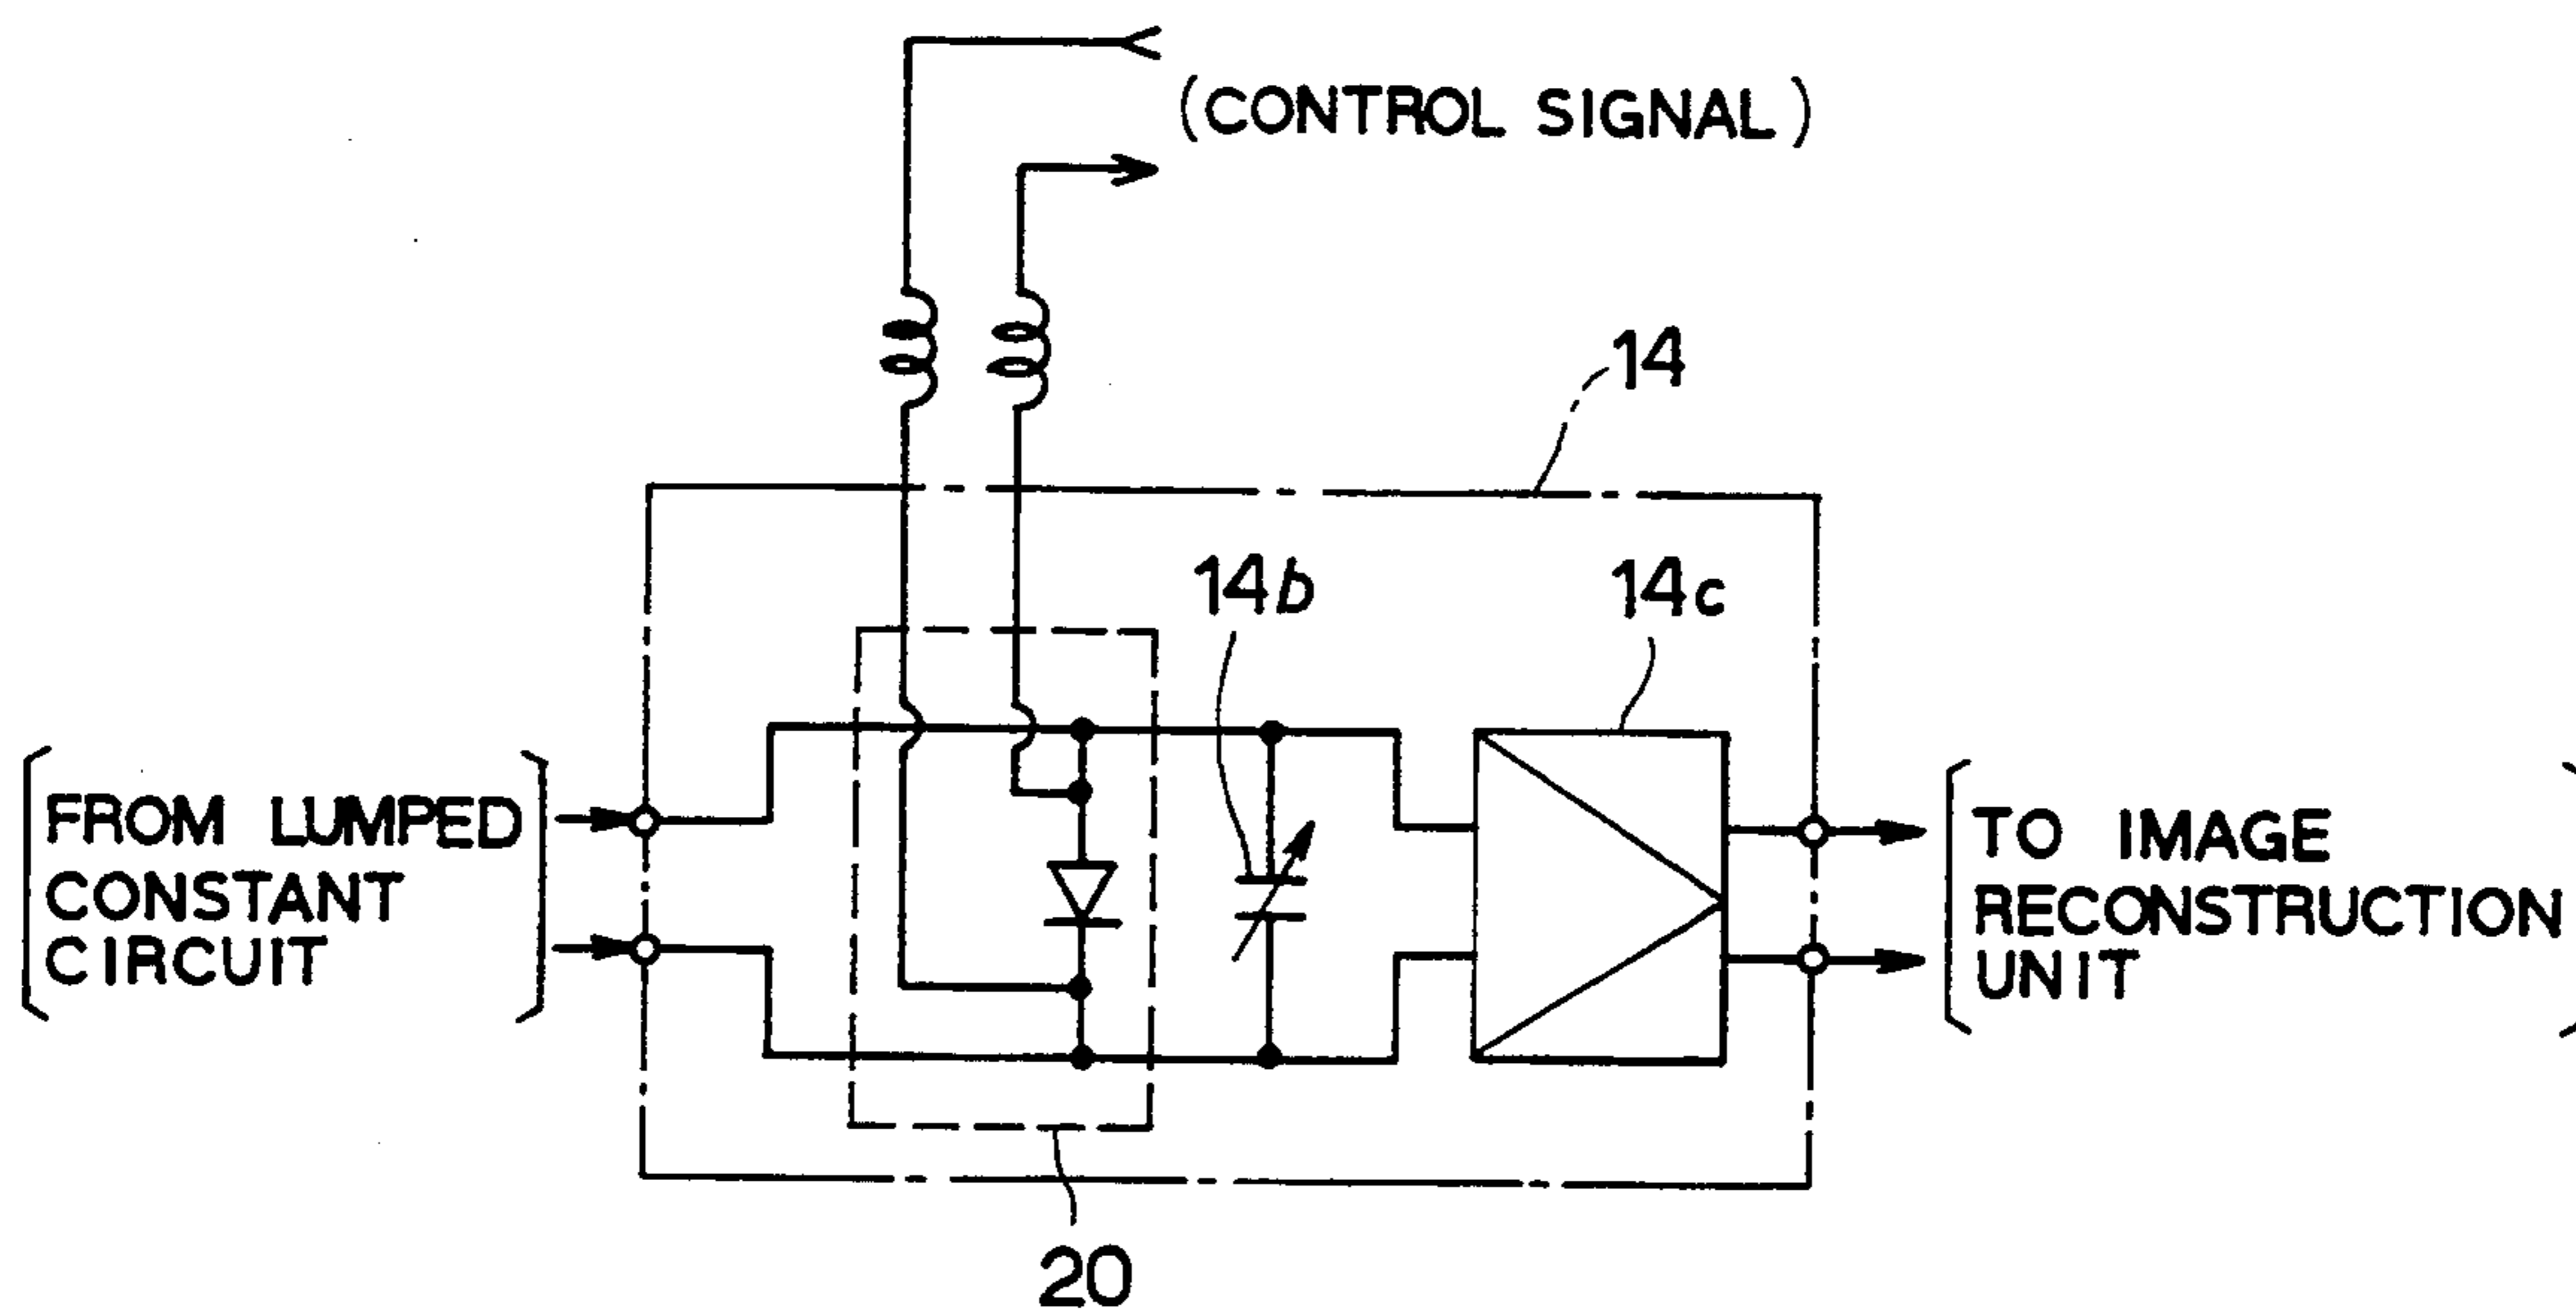 (CONTROL SIGNAL)
14
14b
14c
FROM LUMPED
CONSTANT
CIRCUIT
TO IMAGE
RECONSTRUCTION
UNIT
20